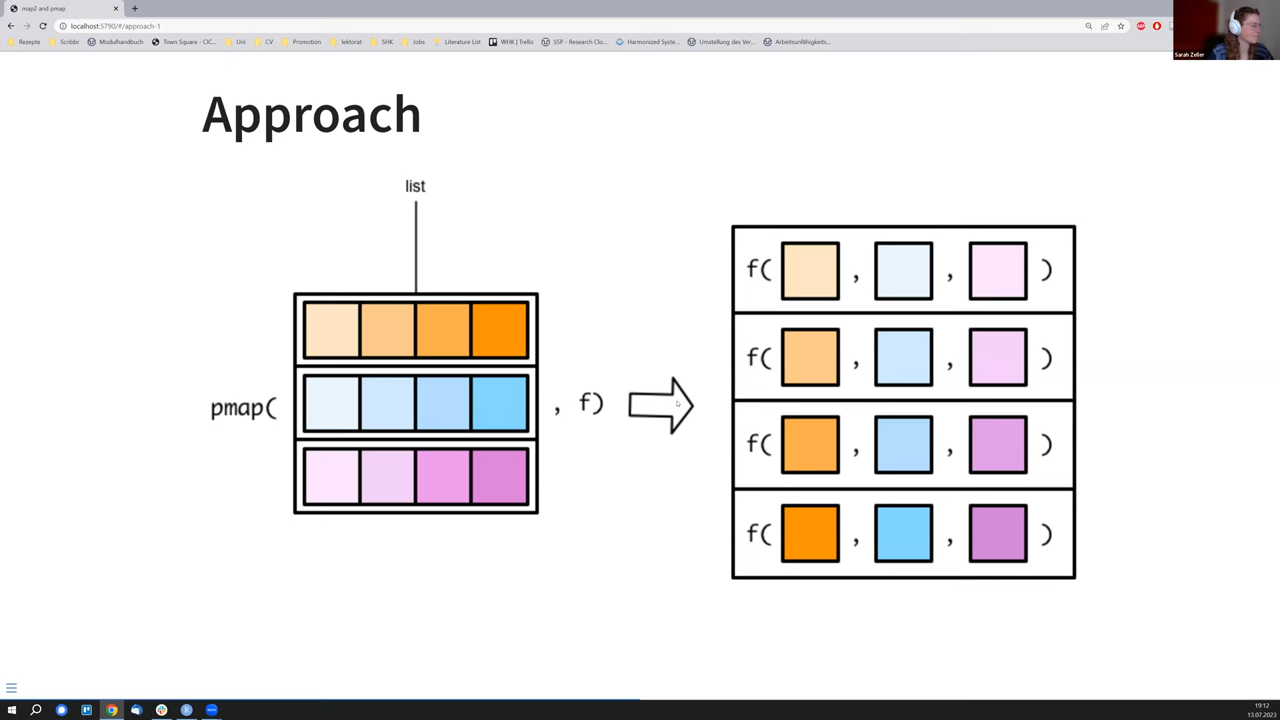 map2 and pmap
localhost:5790/#/approach-1
Rezepte
Scribbr
Modulhandbuch
Town Square - CIC...
Uni
CV
Promotion
lektorat
SHK
Jobs
Literature List
WHK | Trello
SSP - Research Clo...
Harmonized Syste...
Umstellung des Ver...
Arbeitsunfähigkeits...
Sarah Zeller
Approach
list
pmap(
, f)
f( , , )
f( , , )
f( , , )
f( , , )
19:12
13.07.2023